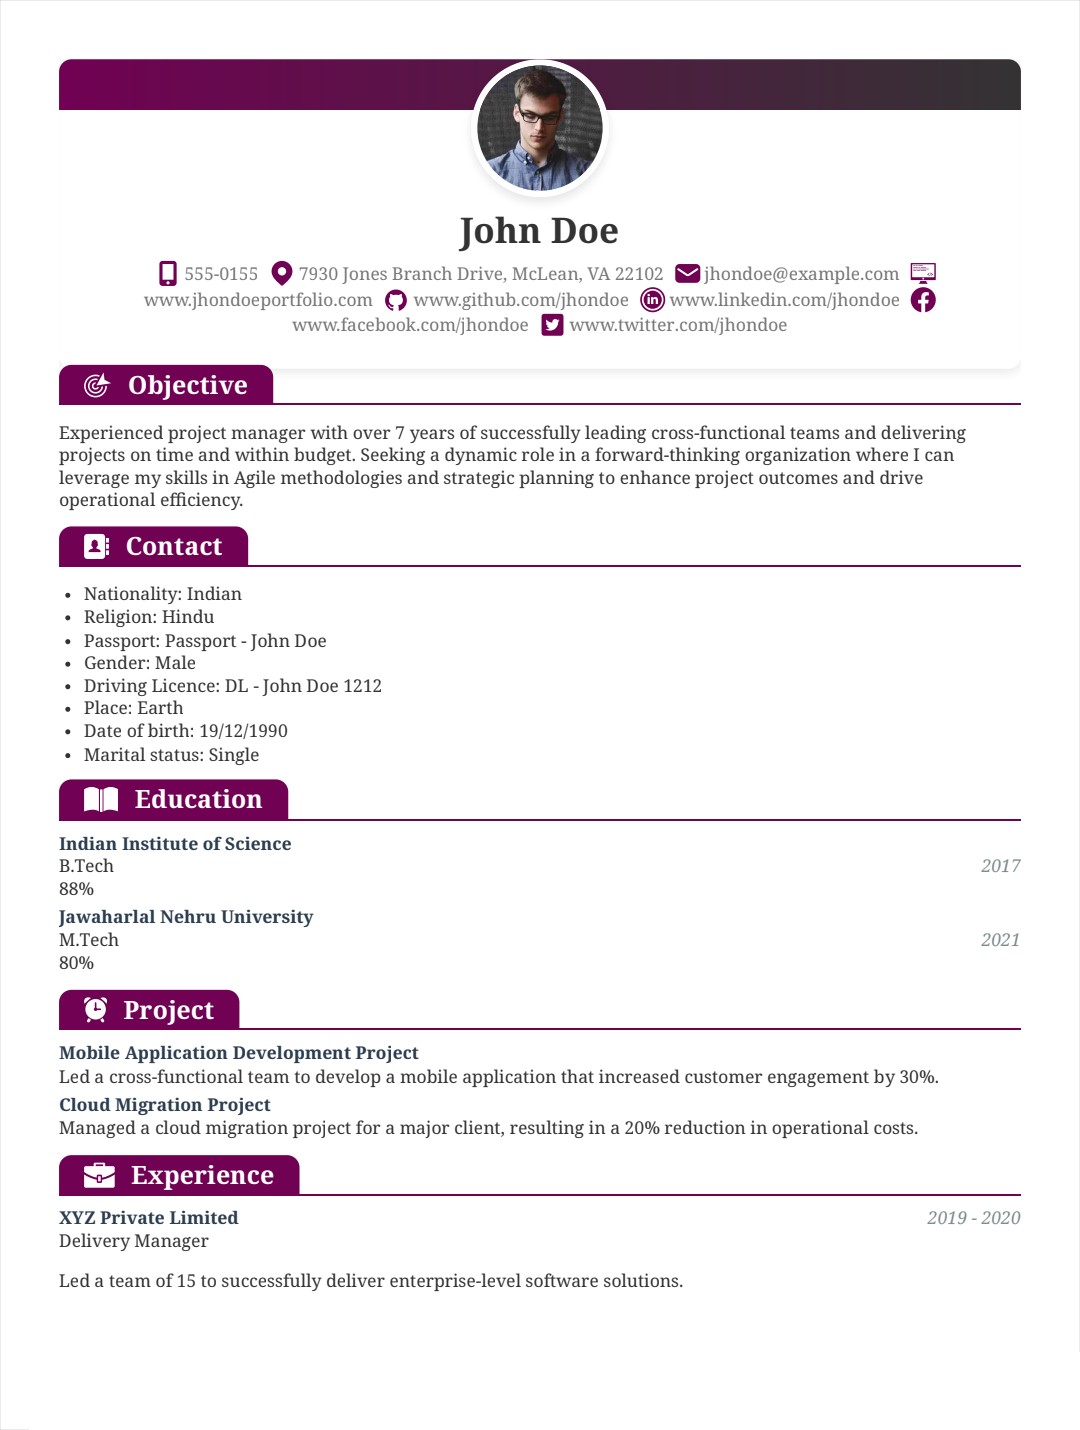 John Doe
555-0155 7930 Jones Branch Drive, McLean, VA 22102 jhondoe@example.com
www.jhondoeportfolio.com www.github.com/jhondoe www.linkedin.com/jhondoe
www.facebook.com/jhondoe www.twitter.com/jhondoe
Objective
Experienced project manager with over 7 years of successfully leading cross-functional teams and delivering
projects on time and within budget. Seeking a dynamic role in a forward-thinking organization where I can
leverage my skills in Agile methodologies and strategic planning to enhance project outcomes and drive
operational efficiency.
Contact
• Nationality: Indian
• Religion: Hindu
• Passport: Passport - John Doe
• Gender: Male
• Driving Licence: DL - John Doe 1212
• Place: Earth
• Date of birth: 19/12/1990
• Marital status: Single
Education
Indian Institute of Science
B.Tech 2017
88%
Jawaharlal Nehru University
M.Tech 2021
80%
Project
Mobile Application Development Project
Led a cross-functional team to develop a mobile application that increased customer engagement by 30%.
Cloud Migration Project
Managed a cloud migration project for a major client, resulting in a 20% reduction in operational costs.
Experience
XYZ Private Limited 2019 - 2020
Delivery Manager
Led a team of 15 to successfully deliver enterprise-level software solutions.